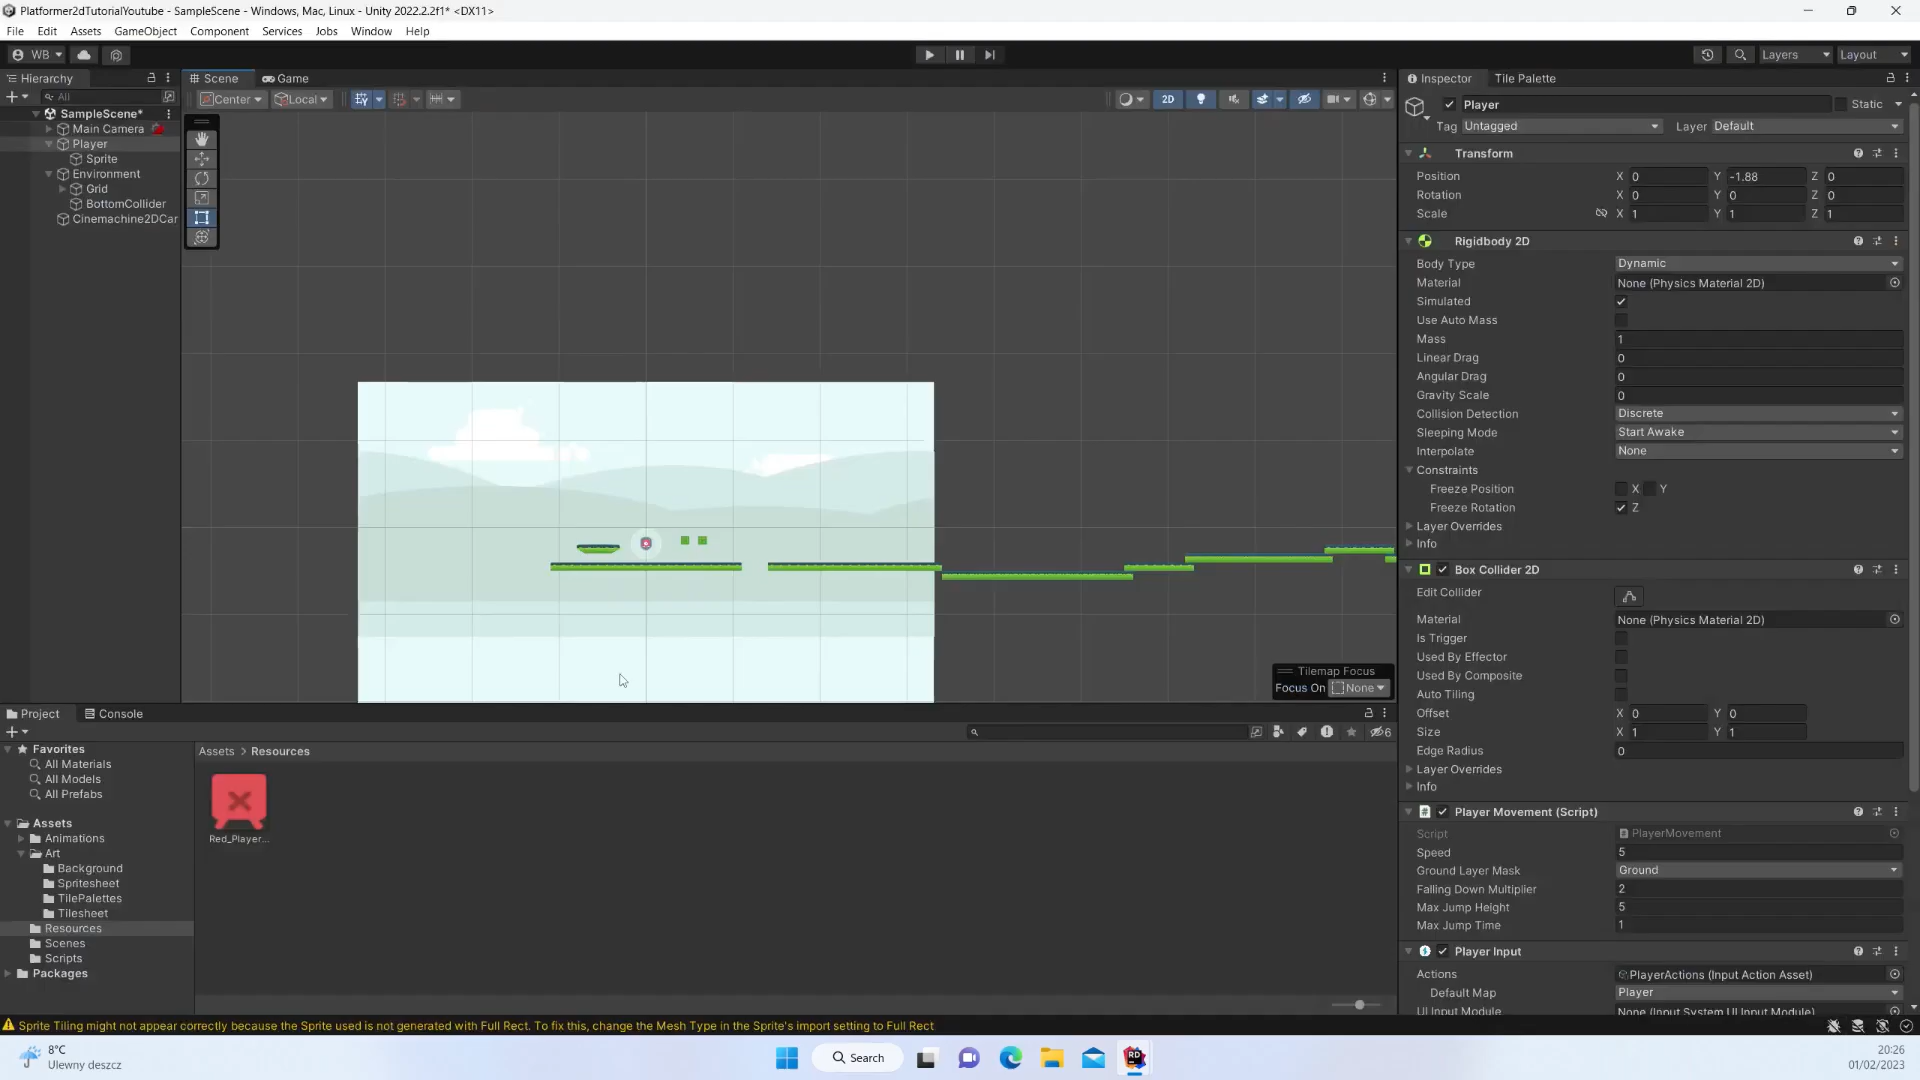 Platformer2dTutorialYoutube - SampleScene - Windows, Mac, Linux - Unity 2022.2.2f1* <DX11>
File Edit Assets GameObject Component Services Jobs Window Help
WB
Layers Layout
Hierarchy
All
SampleScene*
Main Camera
Player
Sprite
Environment
Grid
BottomCollider
Cinemachine2DCar
Scene Game
Center Local 2D
Tilemap Focus
Focus On None
Inspector Tile Palette
Player Static
Tag Untagged Layer Default
Transform
Position X 0 Y -1.88 Z 0
Rotation X 0 Y 0 Z 0
Scale X 1 Y 1 Z 1
Rigidbody 2D
Body Type Dynamic
Material None (Physics Material 2D)
Simulated
Use Auto Mass
Mass 1
Linear Drag 0
Angular Drag 0
Gravity Scale 0
Collision Detection Discrete
Sleeping Mode Start Awake
Interpolate None
Constraints
Freeze Position X Y
Freeze Rotation Z
Layer Overrides
Info
Box Collider 2D
Edit Collider
Material None (Physics Material 2D)
Is Trigger
Used By Effector
Used By Composite
Auto Tiling
Offset X 0 Y 0
Size X 1 Y 1
Edge Radius 0
Layer Overrides
Info
Player Movement (Script)
Script PlayerMovement
Speed 5
Ground Layer Mask Ground
Falling Down Multiplier 2
Max Jump Height 5
Max Jump Time 1
Player Input
Actions PlayerActions (Input Action Asset)
Default Map Player
UI Input Module None (Input System UI Input Module)
Project Console
6
Favorites
All Materials
All Models
All Prefabs
Assets
Animations
Art
Background
Spritesheet
TilePalettes
Tilesheet
Resources
Scenes
Scripts
Packages
Assets > Resources
Red_Player...
Sprite Tiling might not appear correctly because the Sprite used is not generated with Full Rect. To fix this, change the Mesh Type in the Sprite's import setting to Full Rect
8°C
Ulewny deszcz
Search
RD
20:26
01/02/2023